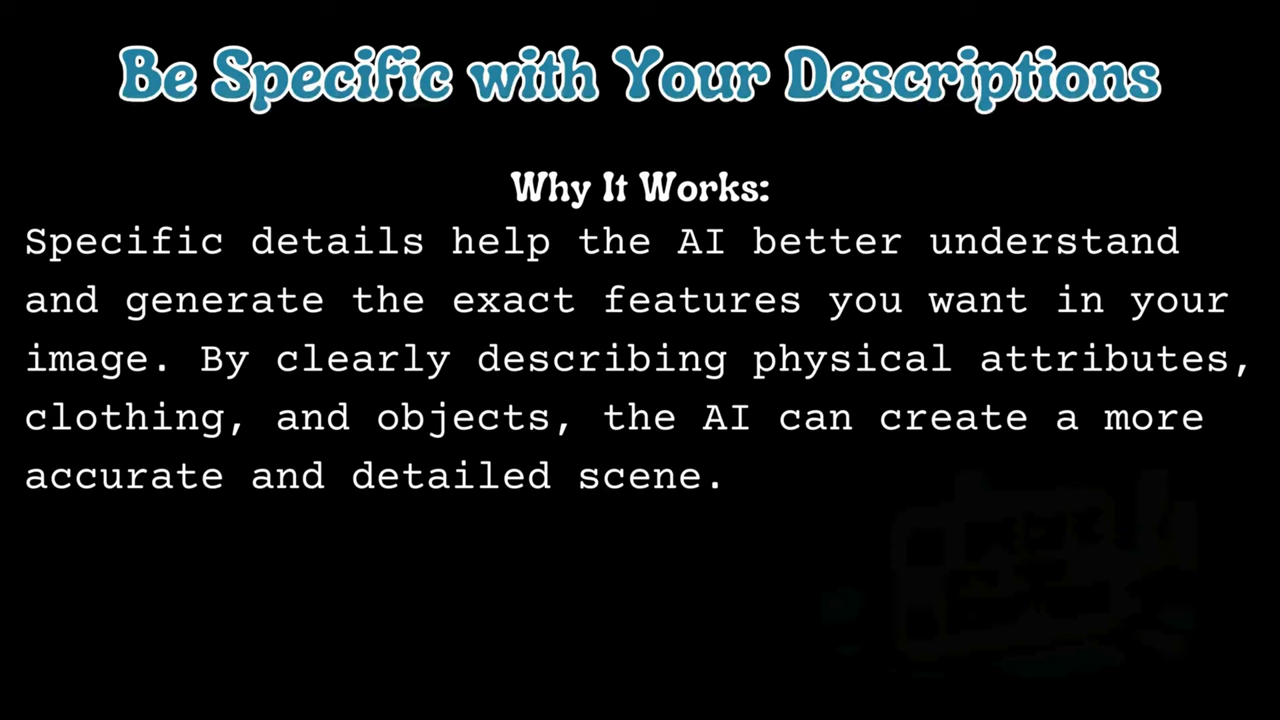 Be Specific with Your Descriptions
Why It Works:
Specific details help the AI better understand
and generate the exact features you want in your
image. By clearly describing physical attributes,
clothing, and objects, the AI can create a more
accurate and detailed scene.